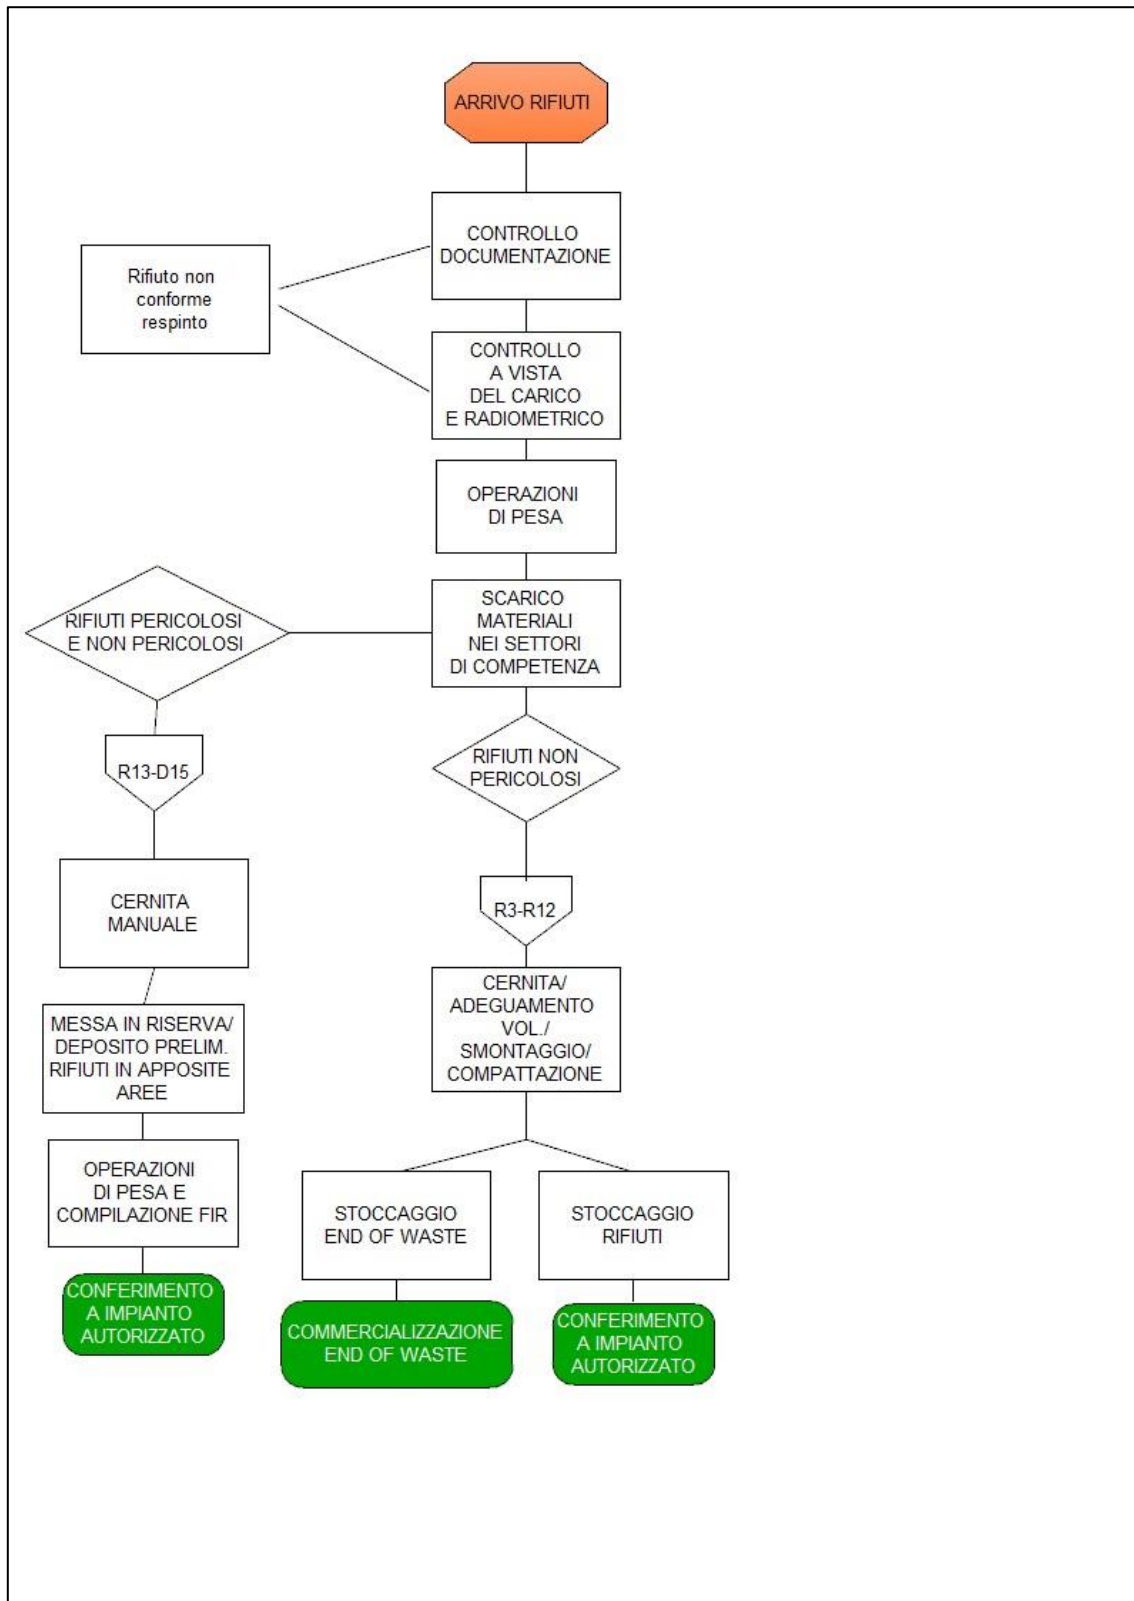 ARRIVO RIFIUTI
CONTROLLO
DOCUMENTAZIONE
Rifiuto non
conforme
respinto
CONTROLLO
A VISTA
DEL CARICO
E RADIOMETRICO
OPERAZIONI
DI PESA
SCARICO
MATERIALI
NEI SETTORI
DI COMPETENZA
RIFIUTI PERICOLOSI
E NON PERICOLOSI
R13-D15
CERNITA
MANUALE
MESSA IN RISERVA/
DEPOSITO PRELIM.
RIFIUTI IN APPOSITE
AREE
OPERAZIONI
DI PESA E
COMPILAZIONE FIR
CONFERIMENTO
A IMPIANTO
AUTORIZZATO
RIFIUTI NON
PERICOLOSI
R3-R12
CERNITA/
ADEGUAMENTO
VOL./
SMONTAGGIO/
COMPATTAZIONE
STOCCAGGIO
END OF WASTE
COMMERCIALIZZAZIONE
END OF WASTE
STOCCAGGIO
RIFIUTI
CONFERIMENTO
A IMPIANTO
AUTORIZZATO